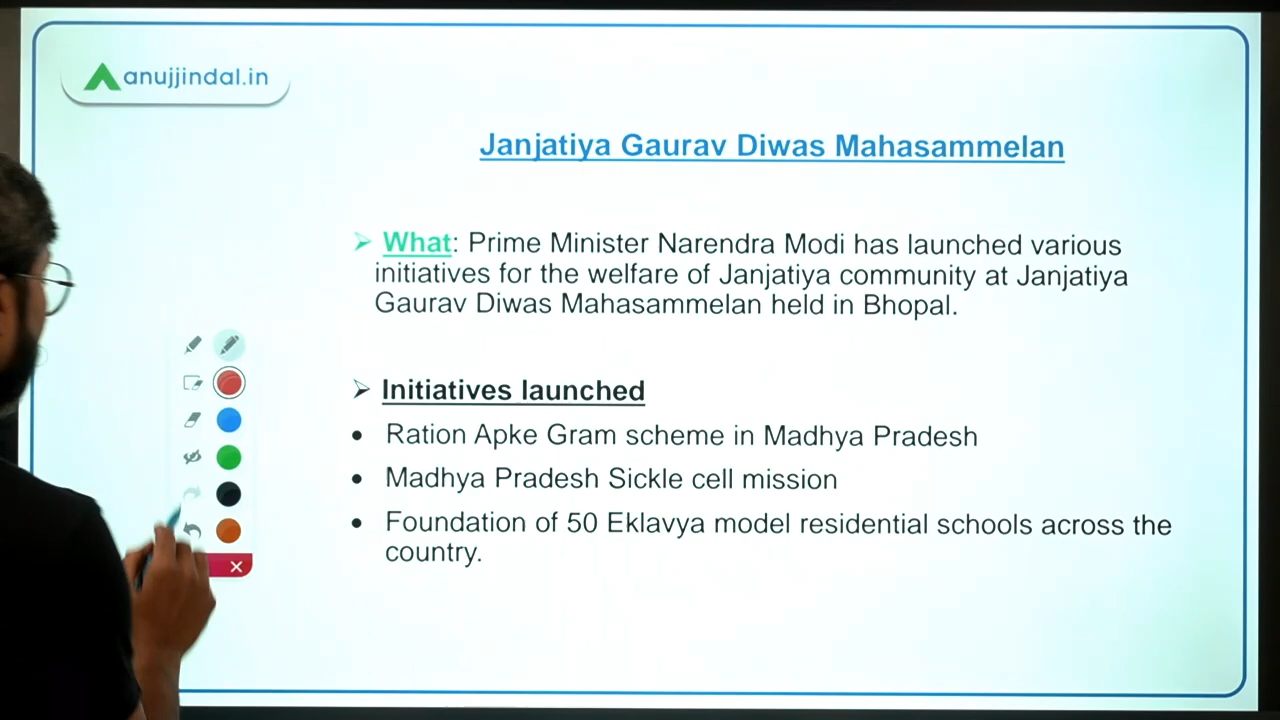 anujjindal.in
Janjatiya Gaurav Diwas Mahasammelan
➢ What: Prime Minister Narendra Modi has launched various
initiatives for the welfare of Janjatiya community at Janjatiya
Gaurav Diwas Mahasammelan held in Bhopal.
➢ Initiatives launched
• Ration Apke Gram scheme in Madhya Pradesh
• Madhya Pradesh Sickle cell mission
• Foundation of 50 Eklavya model residential schools across the
country.